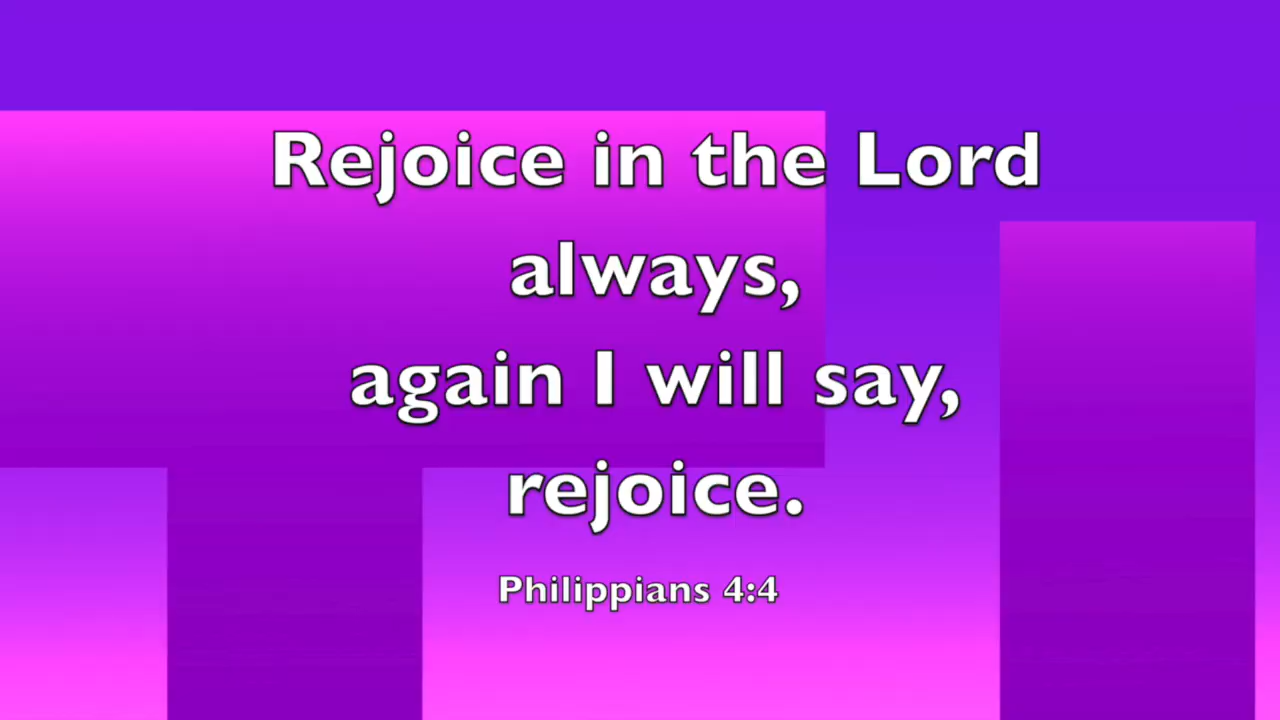 Rejoice in the Lord
always,
again I will say,
rejoice.
Philippians 4:4